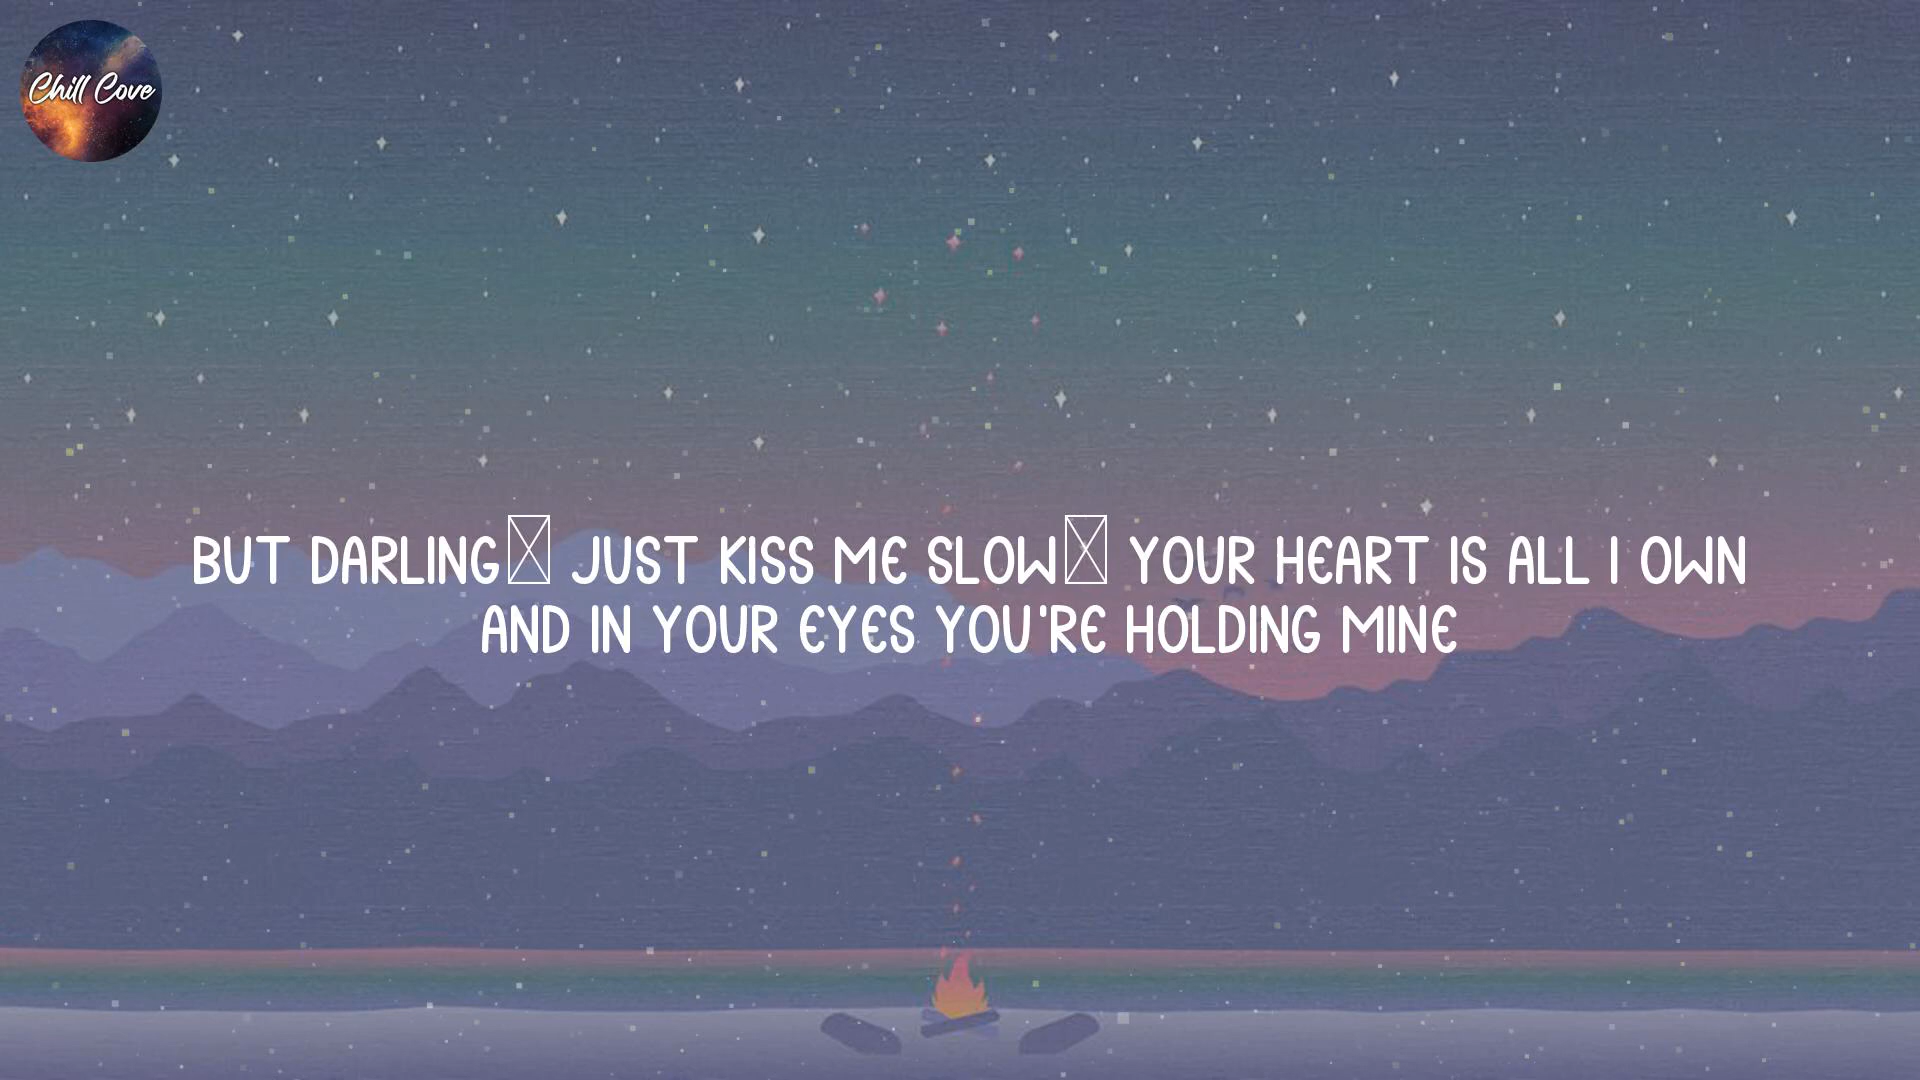 Chill Cove
BUT DARLING☒ JUST KISS ME SLOW☒ YOUR HEART IS ALL I OWN
AND IN YOUR EYES YOU'RE HOLDING MINE